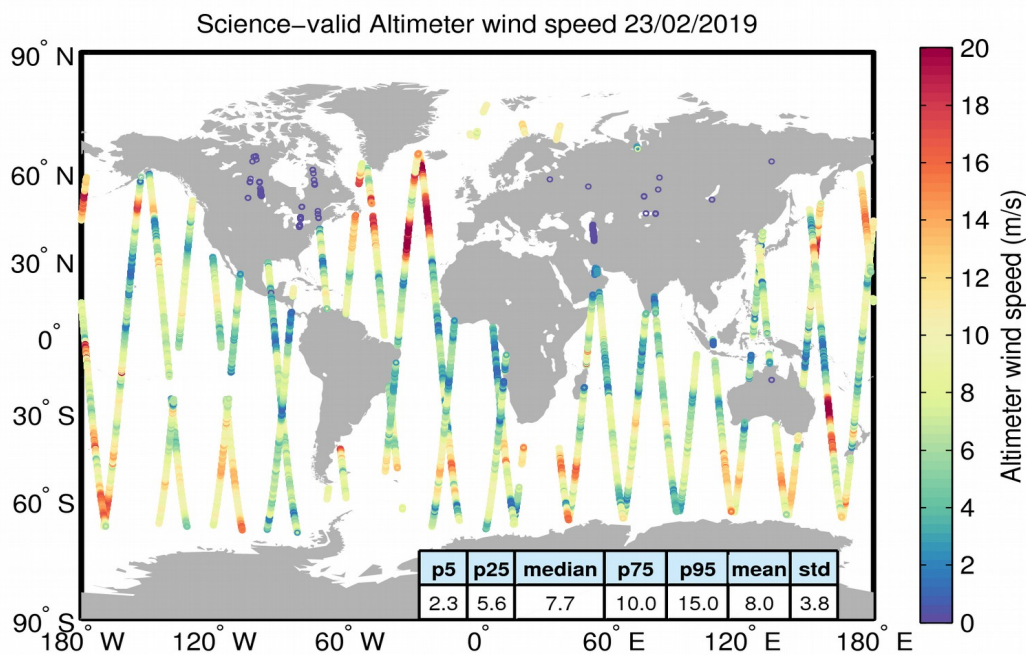 Science−valid Altimeter wind speed 23/02/2019
90° N
60° N
30° N
0°
30° S
60° S
90° S
180° W
120° W
60° W
0°
60° E
120° E
180° E
p5 p25 median p75 p95 mean std
2.3 5.6 7.7 10.0 15.0 8.0 3.8
20
18
16
14
12
10
8
6
4
2
0
Altimeter wind speed (m/s)